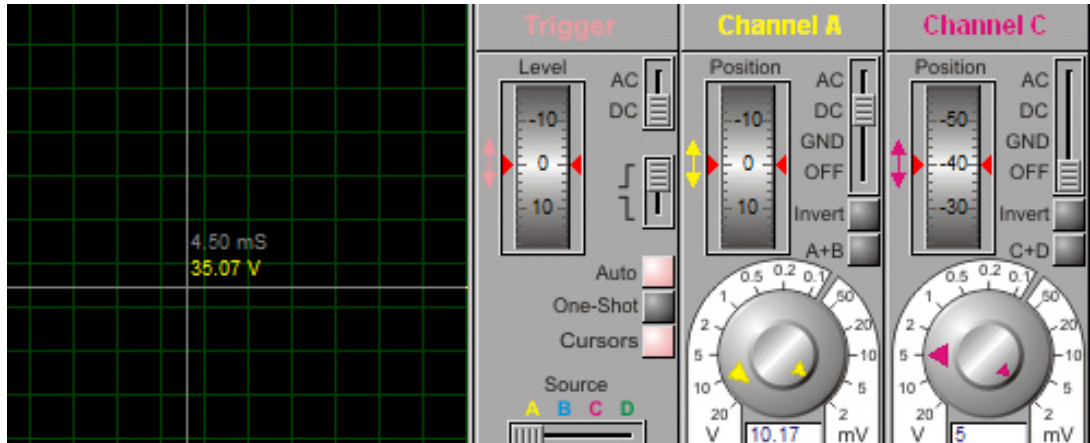 4.50 mS
35.07 V
Trigger
Level
AC
DC
-10
0
10
Auto
One-Shot
Cursors
Source
A B C D
Channel A
Position
AC
DC
GND
OFF
-10
0
10
Invert
A+B
0.5 0.2 0.1
1 50
2 20
5 10
10 5
20 2
V 10.17 mV
Channel C
Position
AC
DC
GND
OFF
-50
-40
-30
Invert
C+D
0.5 0.2 0.1
1 50
2 20
5 10
10 5
20 2
V 5 mV